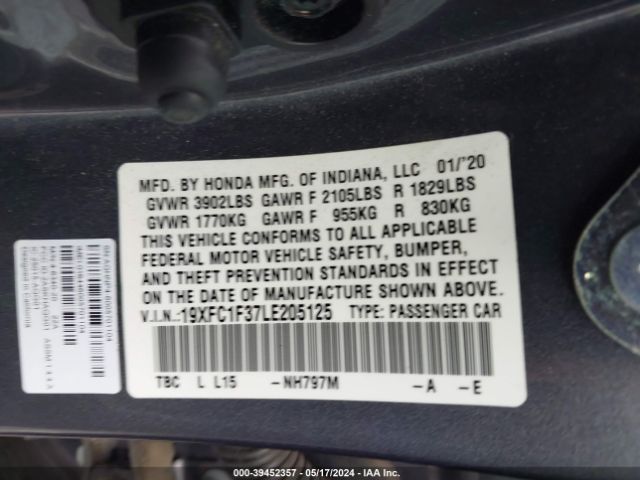 MFD. BY HONDA MFG. OF INDIANA, LLC 01/'20
GVWR 3902LBS GAWR F 2105LBS R 1829LBS
GVWR 1770KG GAWR F 955KG R 830KG
THIS VEHICLE CONFORMS TO ALL APPLICABLE
FEDERAL MOTOR VEHICLE SAFETY, BUMPER,
AND THEFT PREVENTION STANDARDS IN EFFECT
ON THE DATE OF MANUFACTURE SHOWN ABOVE.
V.I.N.: 19XFC1F37LE205125 TYPE: PASSENGER CAR
TBC L L15 -NH797M -A -E
Designed in California
000-39452357 - 05/17/2024 - IAA Inc.